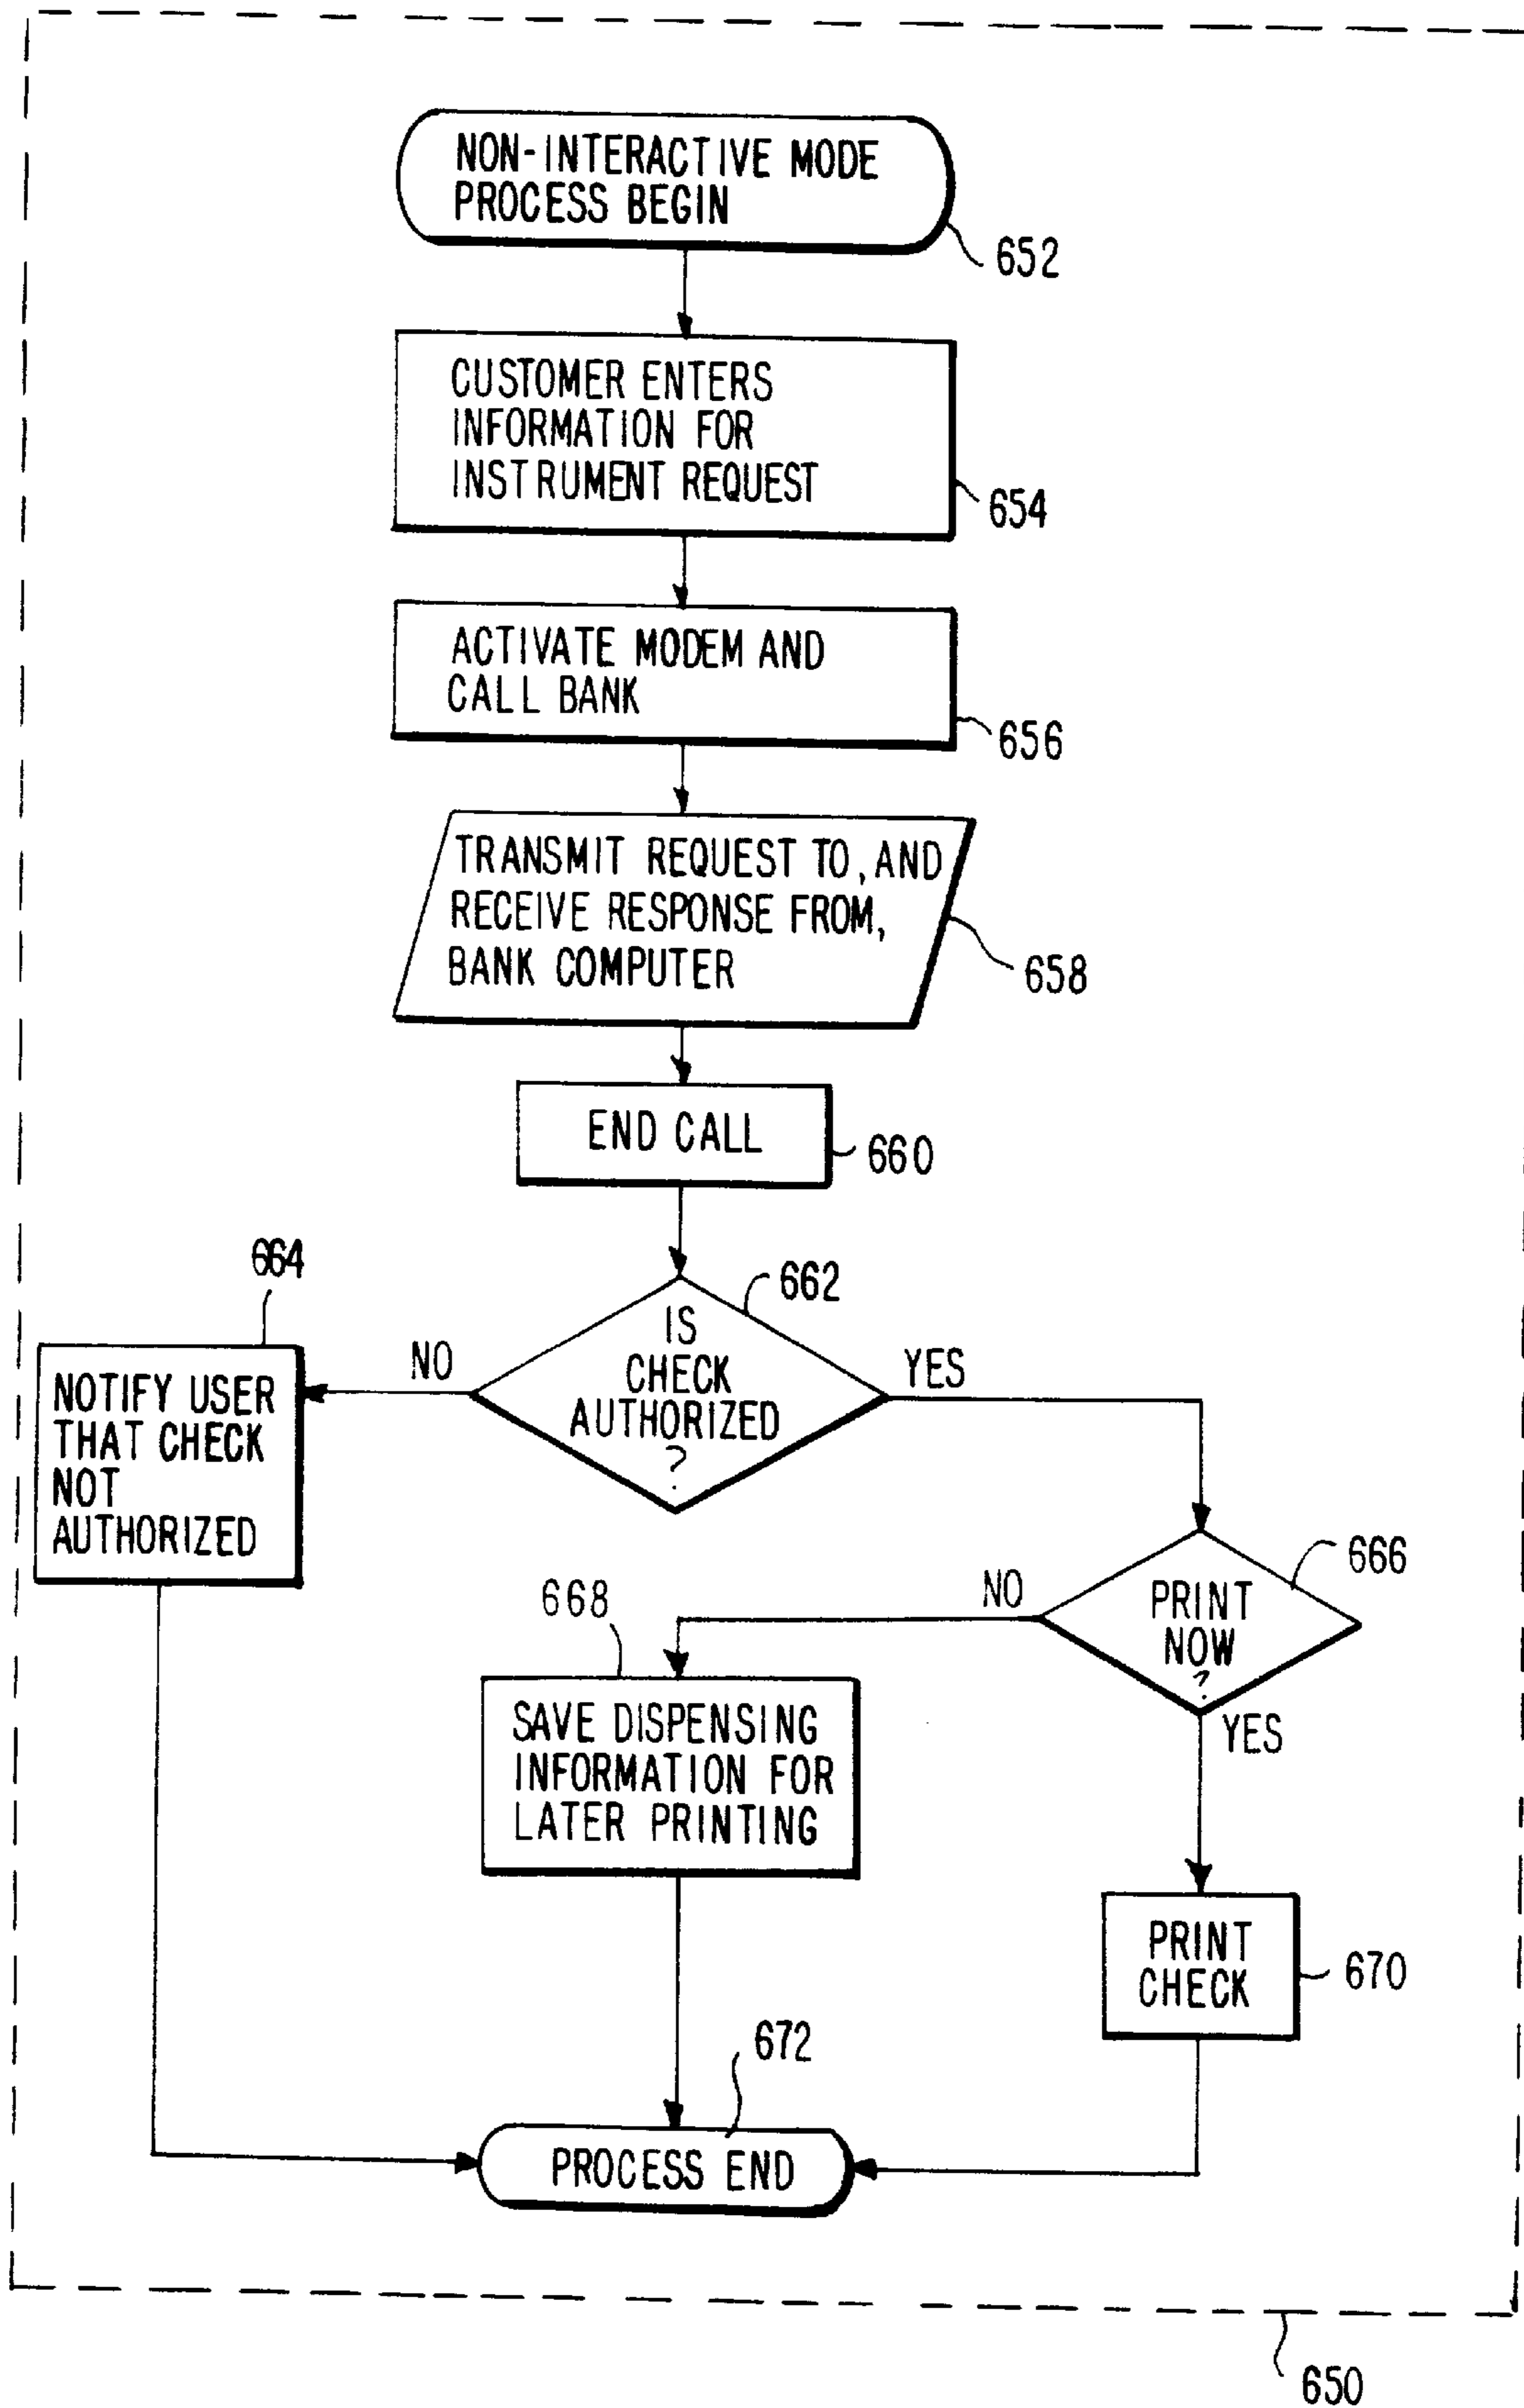 NON-INTERACTIVE MODE
PROCESS BEGIN
652
CUSTOMER ENTERS
INFORMATION FOR
INSTRUMENT REQUEST
654
ACTIVATE MODEM AND
CALL BANK
656
TRANSMIT REQUEST TO, AND
RECEIVE RESPONSE FROM,
BANK COMPUTER
658
END CALL
660
664
662
IS
CHECK
AUTHORIZED
?
NO
YES
NOTIFY USER
THAT CHECK
NOT
AUTHORIZED
666
NO
PRINT
NOW
?
YES
668
SAVE DISPENSING
INFORMATION FOR
LATER PRINTING
PRINT
CHECK
670
672
PROCESS END
650